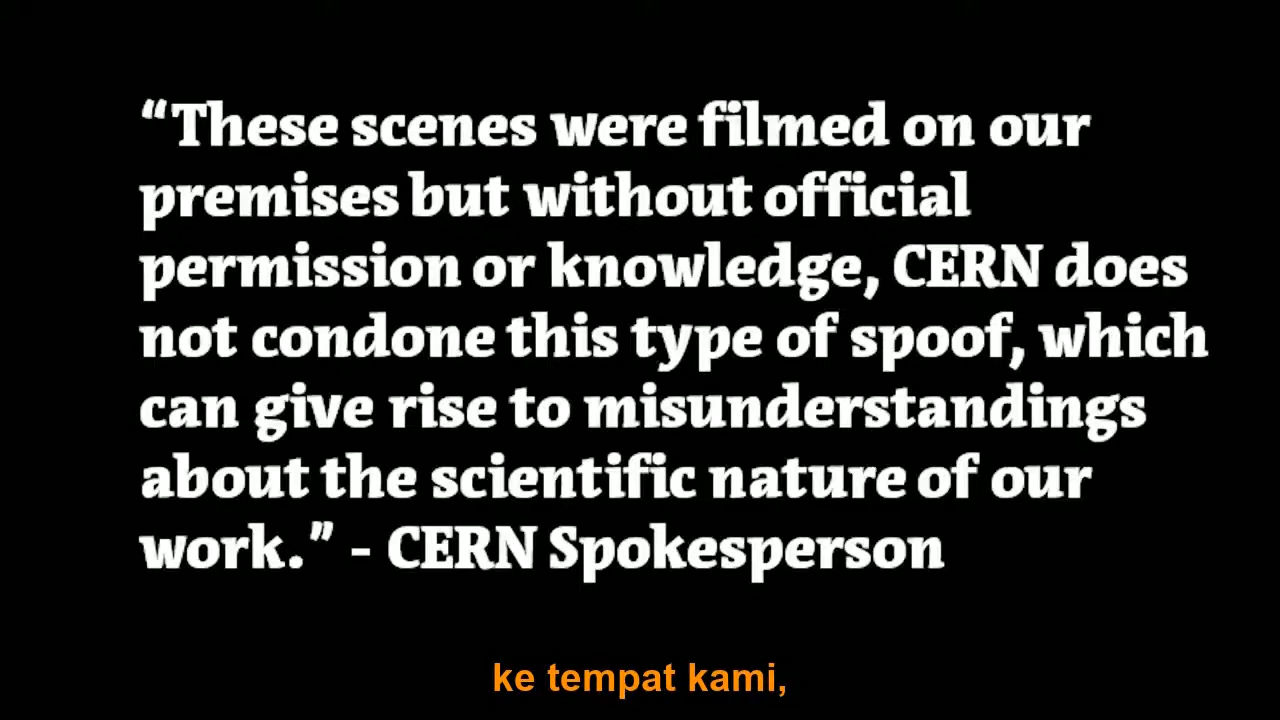 “These scenes were filmed on our
premises but without official
permission or knowledge, CERN does
not condone this type of spoof, which
can give rise to misunderstandings
about the scientific nature of our
work.” - CERN Spokesperson
ke tempat kami,